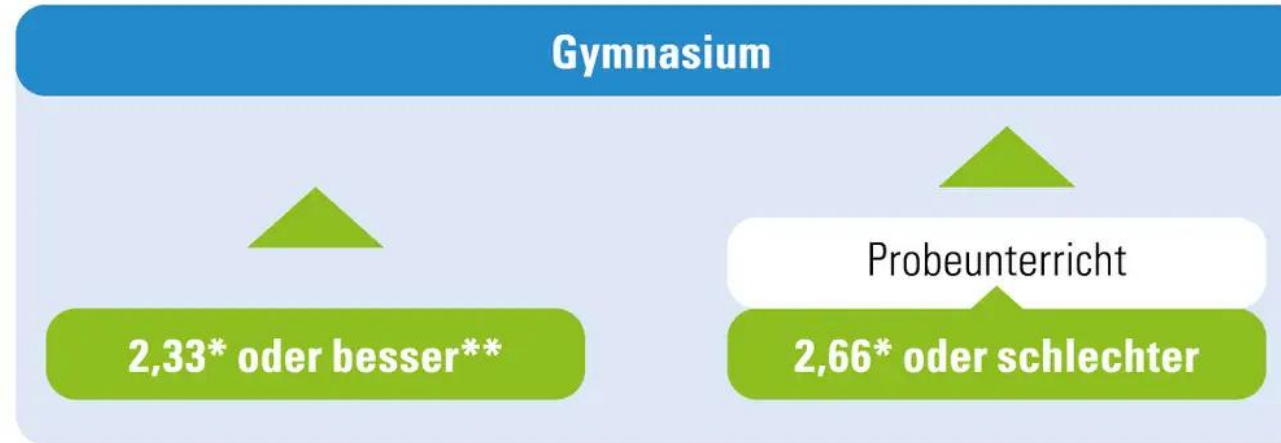 Gymnasium
Probeunterricht
2,33* oder besser**
2,66* oder schlechter